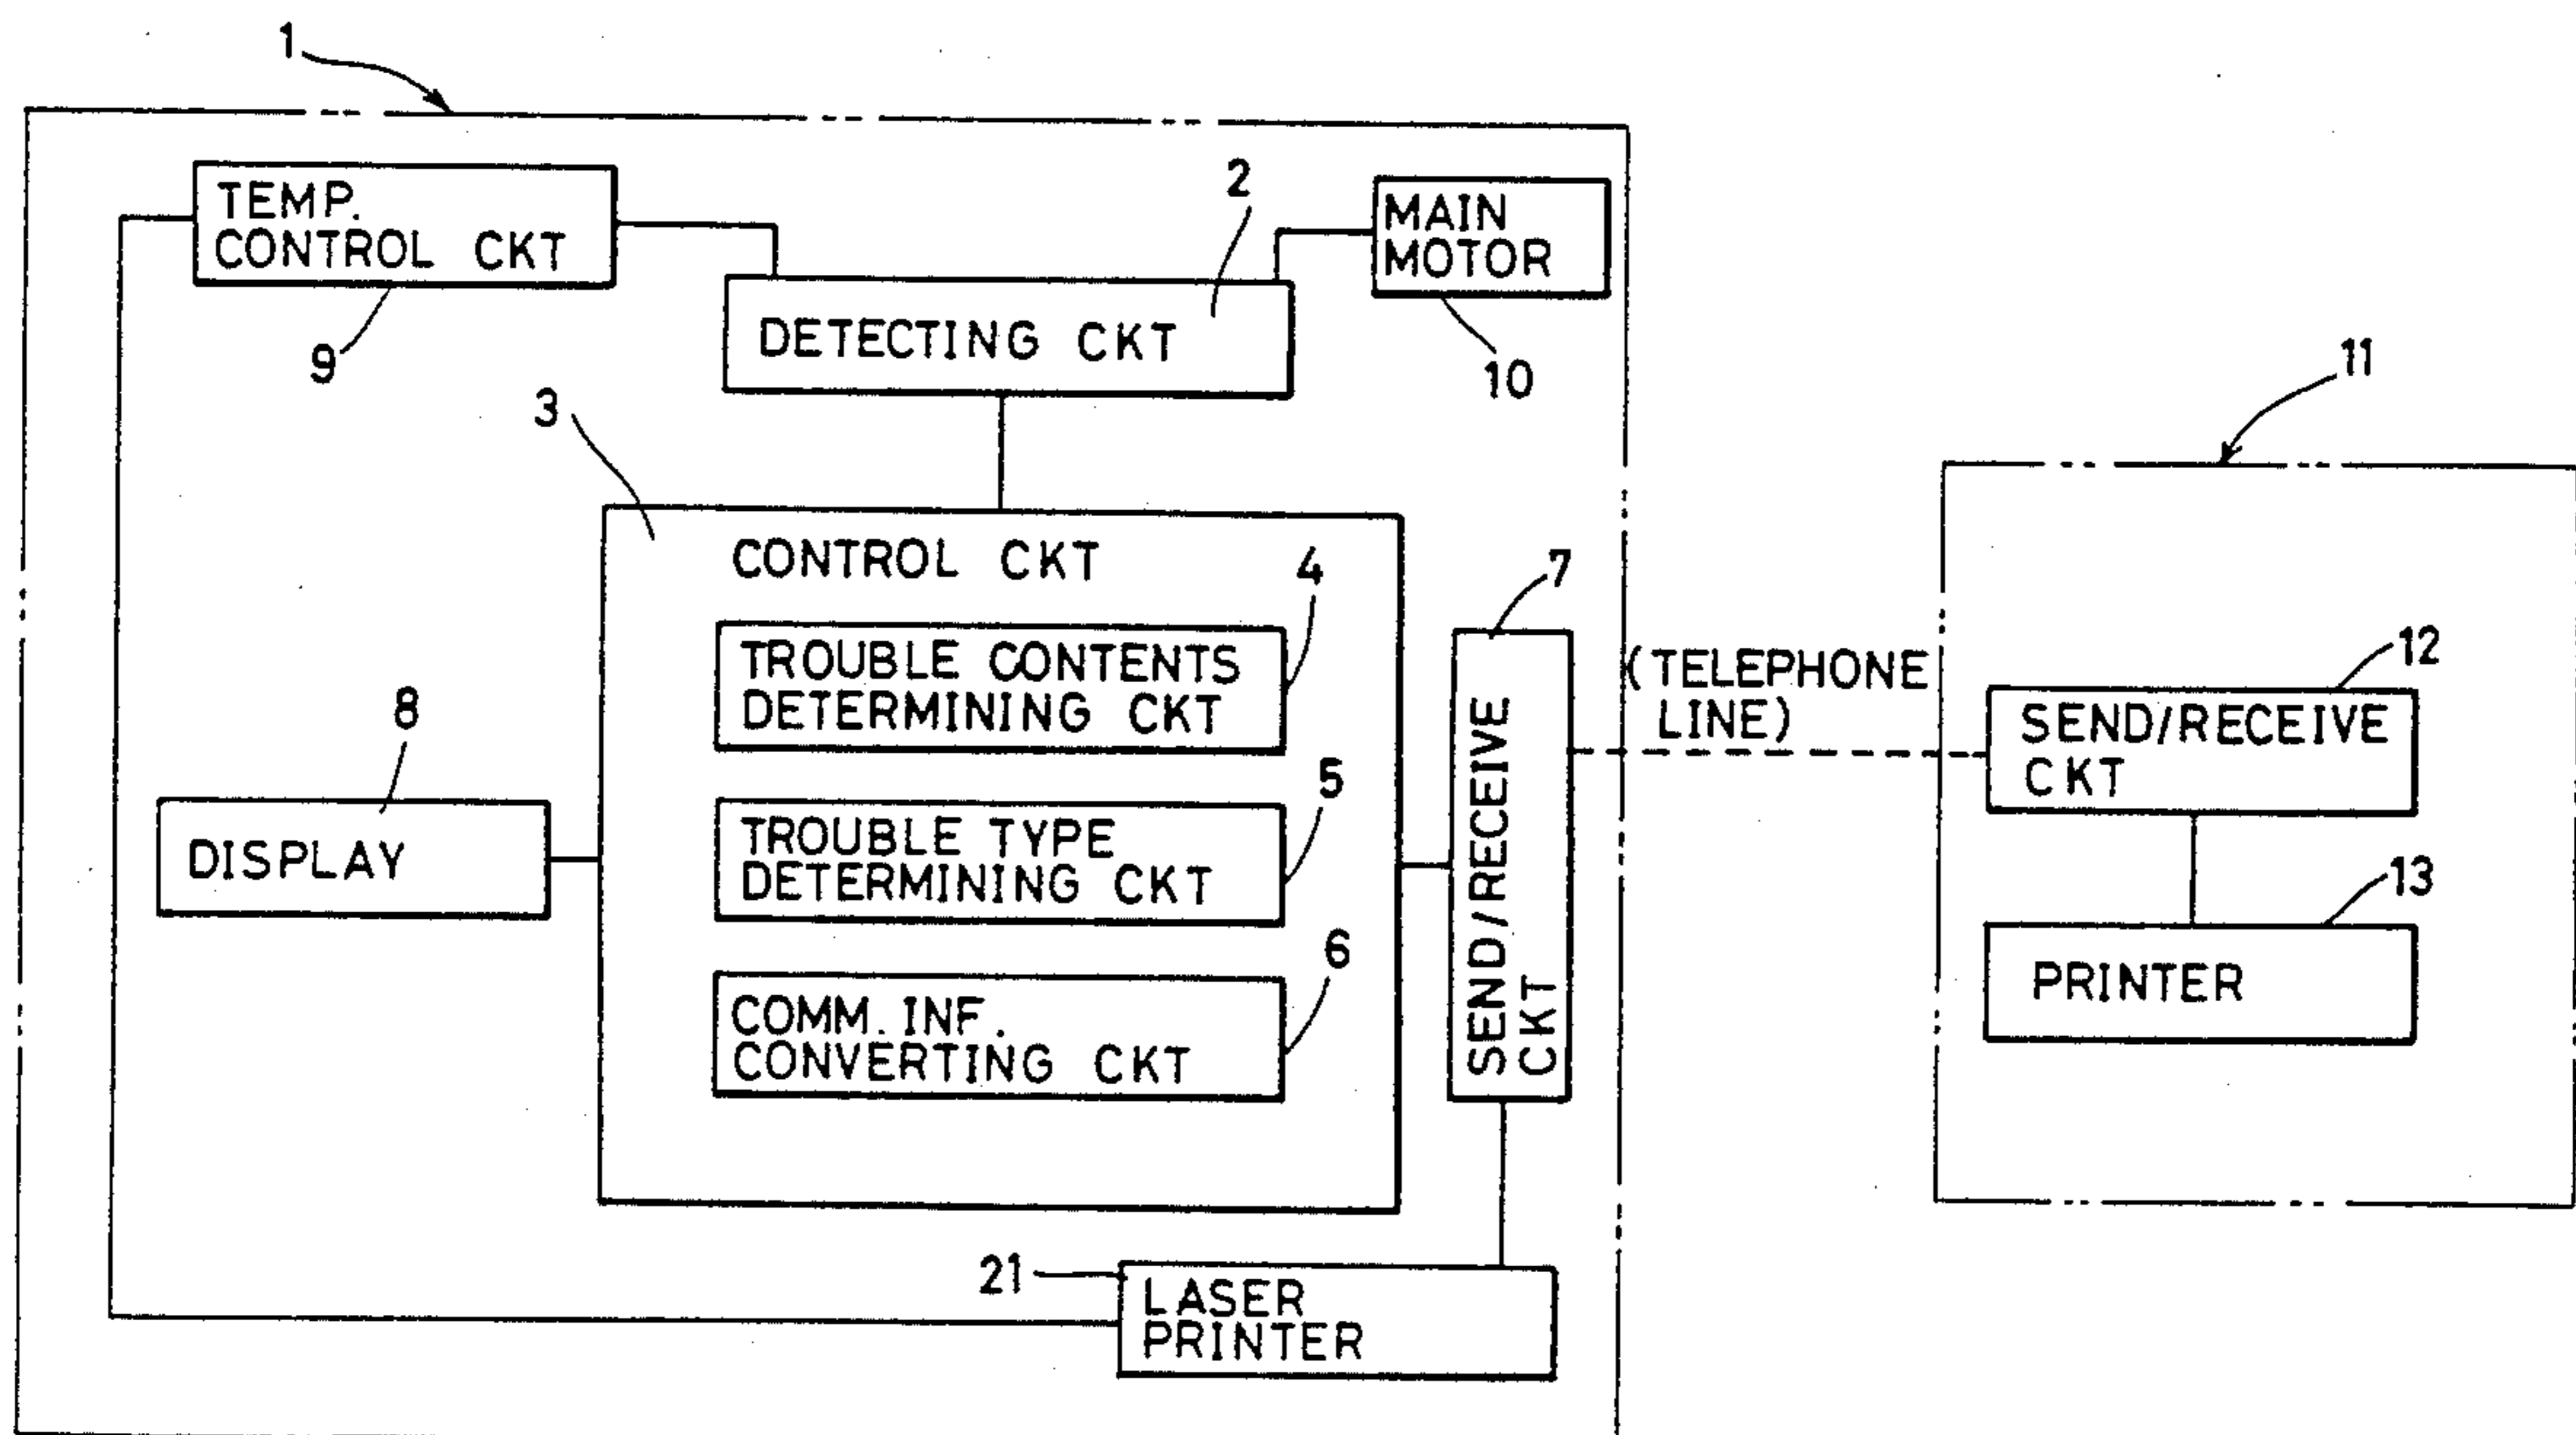 1
TEMP.
CONTROL CKT
9
2
DETECTING CKT
MAIN
MOTOR
10
3
CONTROL CKT
4
TROUBLE CONTENTS
DETERMINING CKT
5
TROUBLE TYPE
DETERMINING CKT
6
COMM. INF.
CONVERTING CKT
8
DISPLAY
7
SEND/RECEIVE
CKT
(TELEPHONE
LINE)
11
12
SEND/RECEIVE
CKT
13
PRINTER
21
LASER
PRINTER